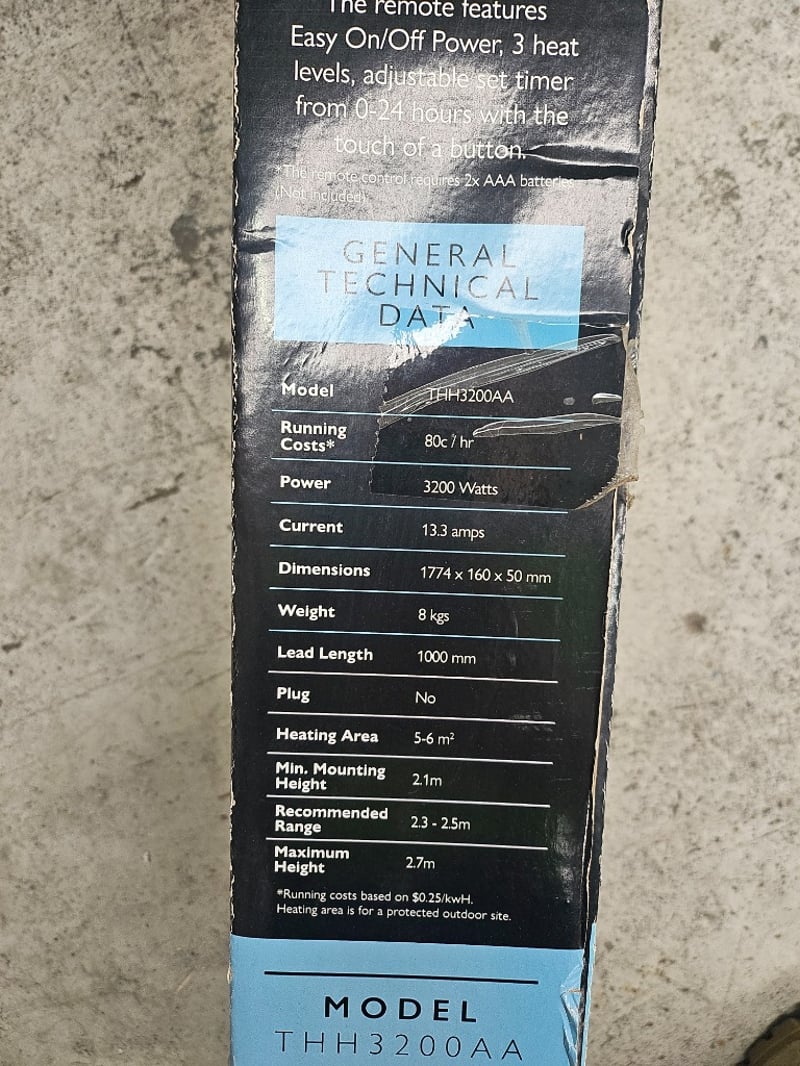 The remote features
Easy On/Off Power, 3 heat
levels, adjustable set timer
from 0-24 hours with the
touch of a button.
*The remote control requires 2x AAA batteries
(Not included)
GENERAL
TECHNICAL
DATA
Model THH3200AA
Running
Costs* 80c / hr
Power 3200 Watts
Current 13.3 amps
Dimensions 1774 x 160 x 50 mm
Weight 8 kgs
Lead Length 1000 mm
Plug No
Heating Area 5-6 m²
Min. Mounting
Height 2.1m
Recommended
Range 2.3 - 2.5m
Maximum
Height 2.7m
*Running costs based on $0.25/kwH.
Heating area is for a protected outdoor site.
MODEL
THH3200AA